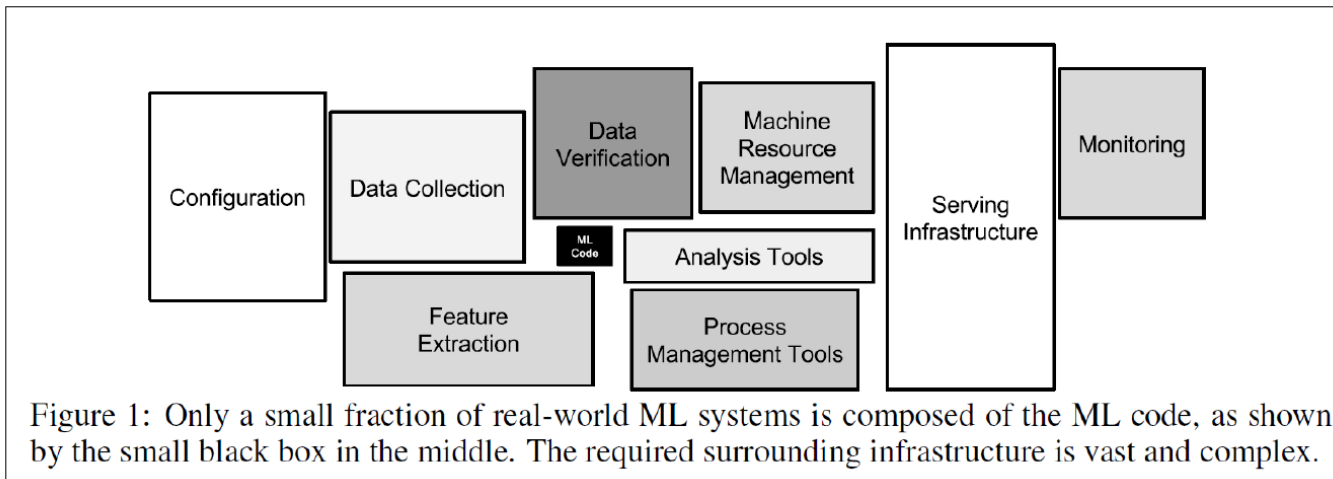 Configuration
Data Collection
Data
Verification
Machine
Resource
Management
Serving
Infrastructure
Monitoring
ML
Code
Analysis Tools
Feature
Extraction
Process
Management Tools
Figure 1: Only a small fraction of real-world ML systems is composed of the ML code, as shown
by the small black box in the middle. The required surrounding infrastructure is vast and complex.